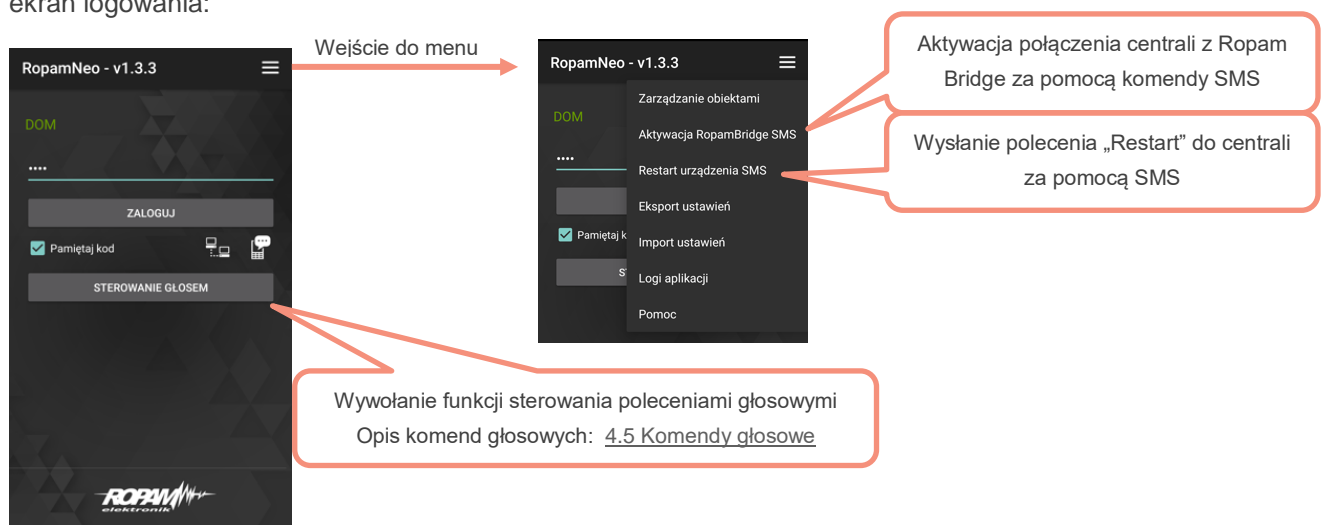 ekran logowania:
RopamNeo - v1.3.3
DOM
••••
ZALOGUJ
Pamiętaj kod
STEROWANIE GŁOSEM
ROPAM
elektronik
Wejście do menu
RopamNeo - v1.3.3
DOM
••••
Pamiętaj k
S
Zarządzanie obiektami
Aktywacja RopamBridge SMS
Restart urządzenia SMS
Eksport ustawień
Import ustawień
Logi aplikacji
Pomoc
Aktywacja połączenia centrali z Ropam
Bridge za pomocą komendy SMS
Wysłanie polecenia „Restart” do centrali
za pomocą SMS
Wywołanie funkcji sterowania poleceniami głosowymi
Opis komend głosowych: 4.5 Komendy głosowe